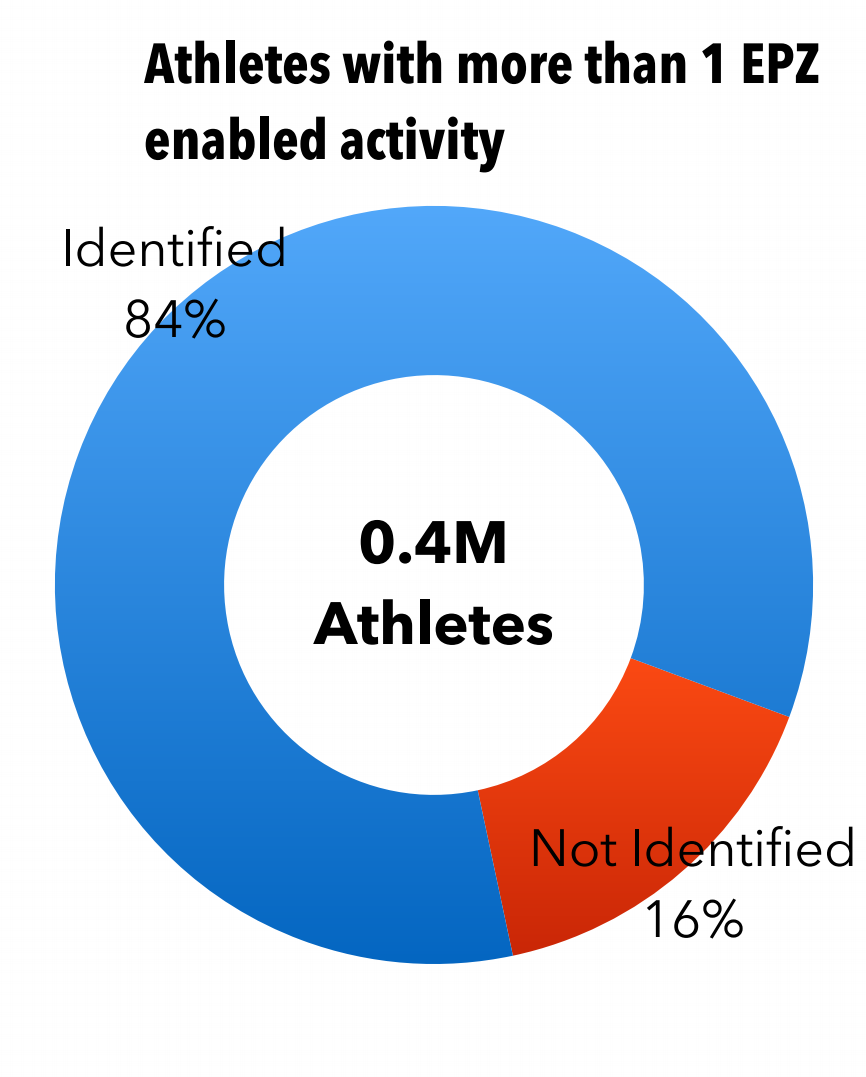 Athletes with more than 1 EPZ
enabled activity
Identified
84%
0.4M
Athletes
Not Identified
16%